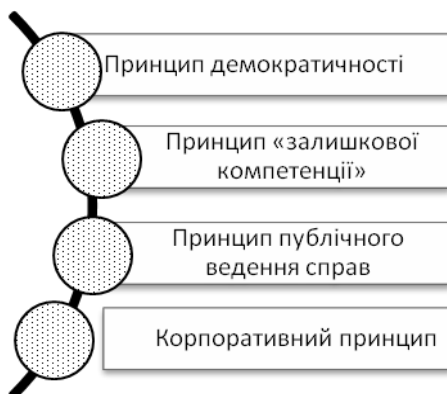 Принцип демократичності
Принцип «залишкової
компетенції»
Принцип публічного
ведення справ
Корпоративний принцип